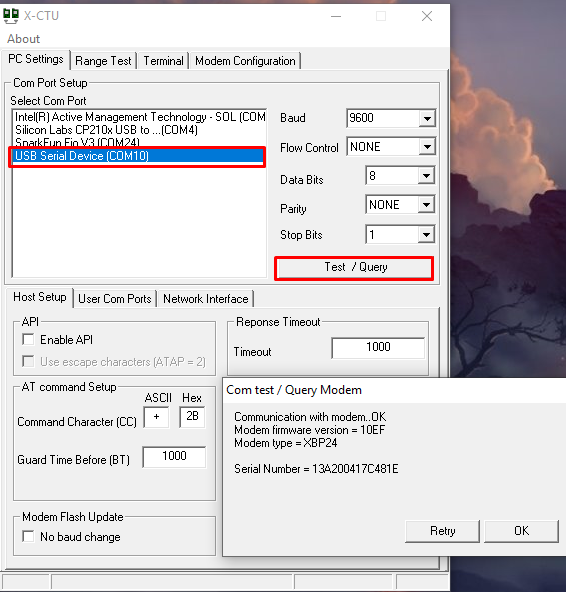 X-CTU
About
PC Settings Range Test Terminal Modem Configuration
Com Port Setup
Select Com Port
Intel(R) Active Management Technology - SOL (COM
Silicon Labs CP210x USB to ...(COM4)
SparkFun Fio V3 (COM24)
USB Serial Device (COM10)
Baud 9600
Flow Control NONE
Data Bits 8
Parity NONE
Stop Bits 1
Test / Query
Host Setup User Com Ports Network Interface
API
Enable API
Use escape characters (ATAP = 2)
Reponse Timeout
Timeout 1000
AT command Setup
ASCII Hex
Command Character (CC) + 2B
Guard Time Before (BT) 1000
Modem Flash Update
No baud change
Com test / Query Modem
Communication with modem..OK
Modem firmware version = 10EF
Modem type = XBP24
Serial Number = 13A200417C481E
Retry OK